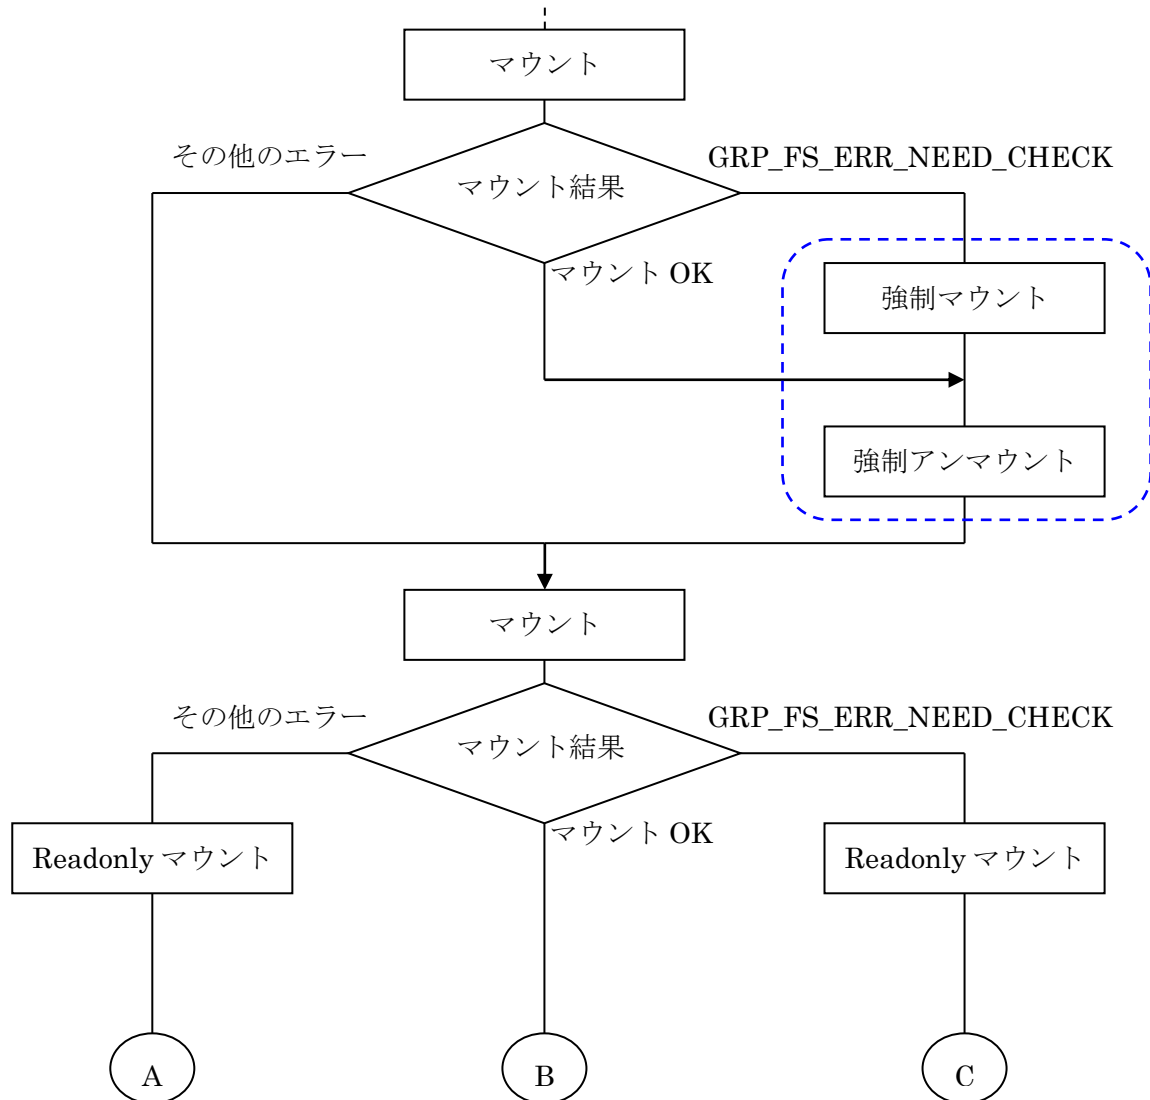 マウント
その他のエラー
GRP_FS_ERR_NEED_CHECK
マウント結果
マウント OK
強制マウント
強制アンマウント
マウント
その他のエラー
GRP_FS_ERR_NEED_CHECK
マウント結果
マウント OK
Readonly マウント
Readonly マウント
A
B
C